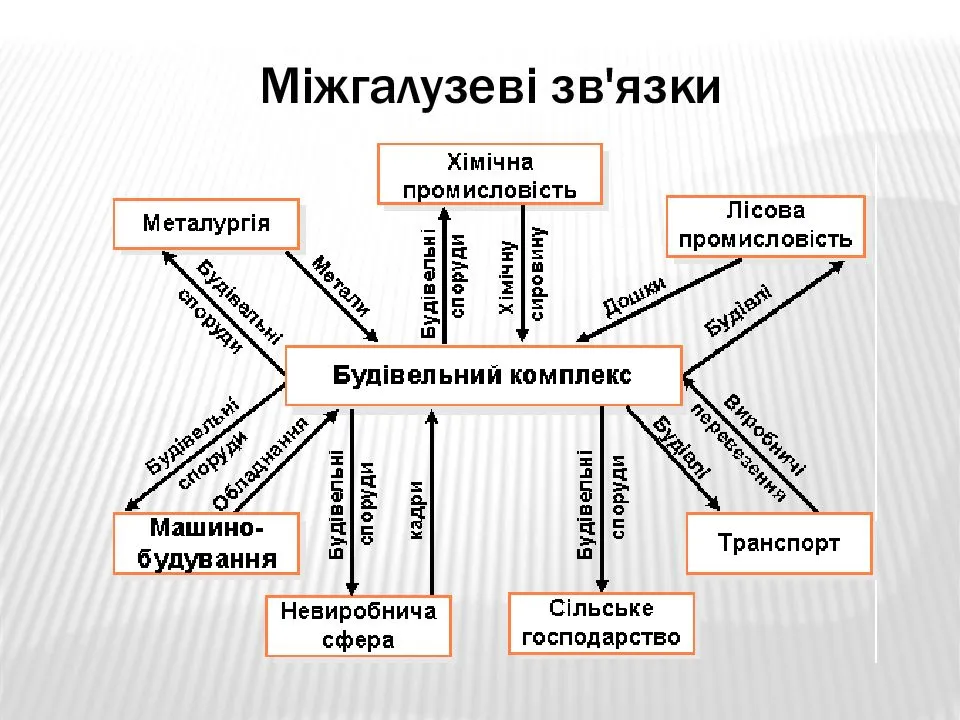 Міжгалузеві зв'язки
Хімічна
промисловість
Металургія
Лісова
промисловість
Будівельні
споруди
Метали
Будівельні
споруди
Хімічну
сировину
Дошки
Будівлі
Будівельний комплекс
Будівельні
споруди
Обладнання
Будівельні
споруди
кадри
Будівельні
споруди
Будівлі
Виробничі
перевезення
Машино-
будування
Транспорт
Невиробнича
сфера
Сільське
господарство